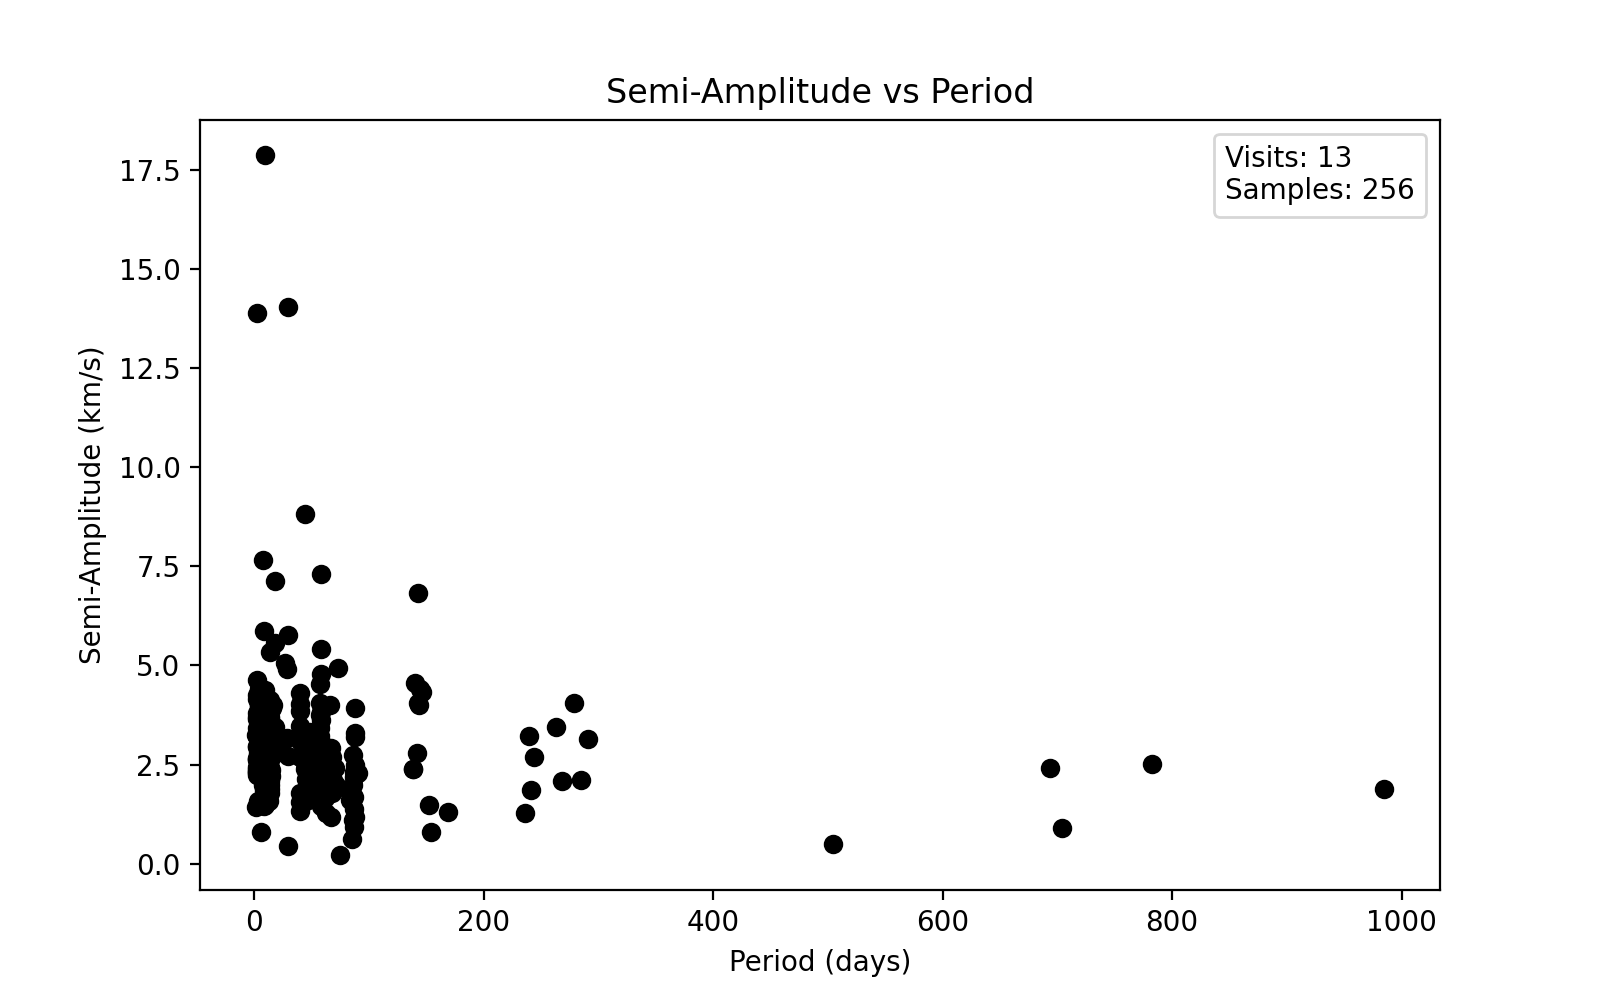 Semi-Amplitude vs Period
Visits: 13
Samples: 256
17.5
15.0
12.5
10.0
7.5
5.0
2.5
0.0
Semi-Amplitude (km/s)
0 200 400 600 800 1000
Period (days)